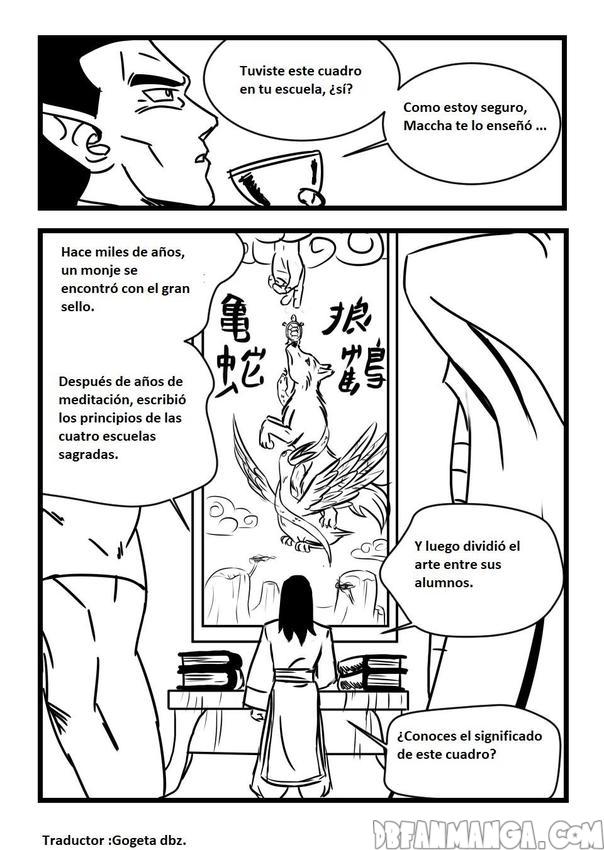 Tuviste este cuadro
en tu escuela, ¿sí?
Como estoy seguro,
Maccha te lo enseñó ...
Hace miles de años,
un monje se
encontró con el gran
sello.
Después de años de
meditación, escribió
los principios de las
cuatro escuelas
sagradas.
狼鶴
亀蛇
Y luego dividió el
arte entre sus
alumnos.
¿Conoces el significado
de este cuadro?
Traductor :Gogeta dbz.
DBFANMANGA.COM